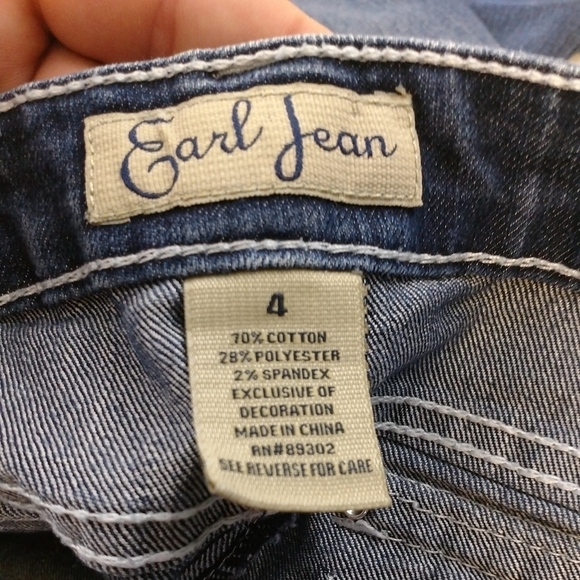 Earl Jean
4
70% COTTON
28% POLYESTER
2% SPANDEX
EXCLUSIVE OF
DECORATION
MADE IN CHINA
RN#89302
SEE REVERSE FOR CARE